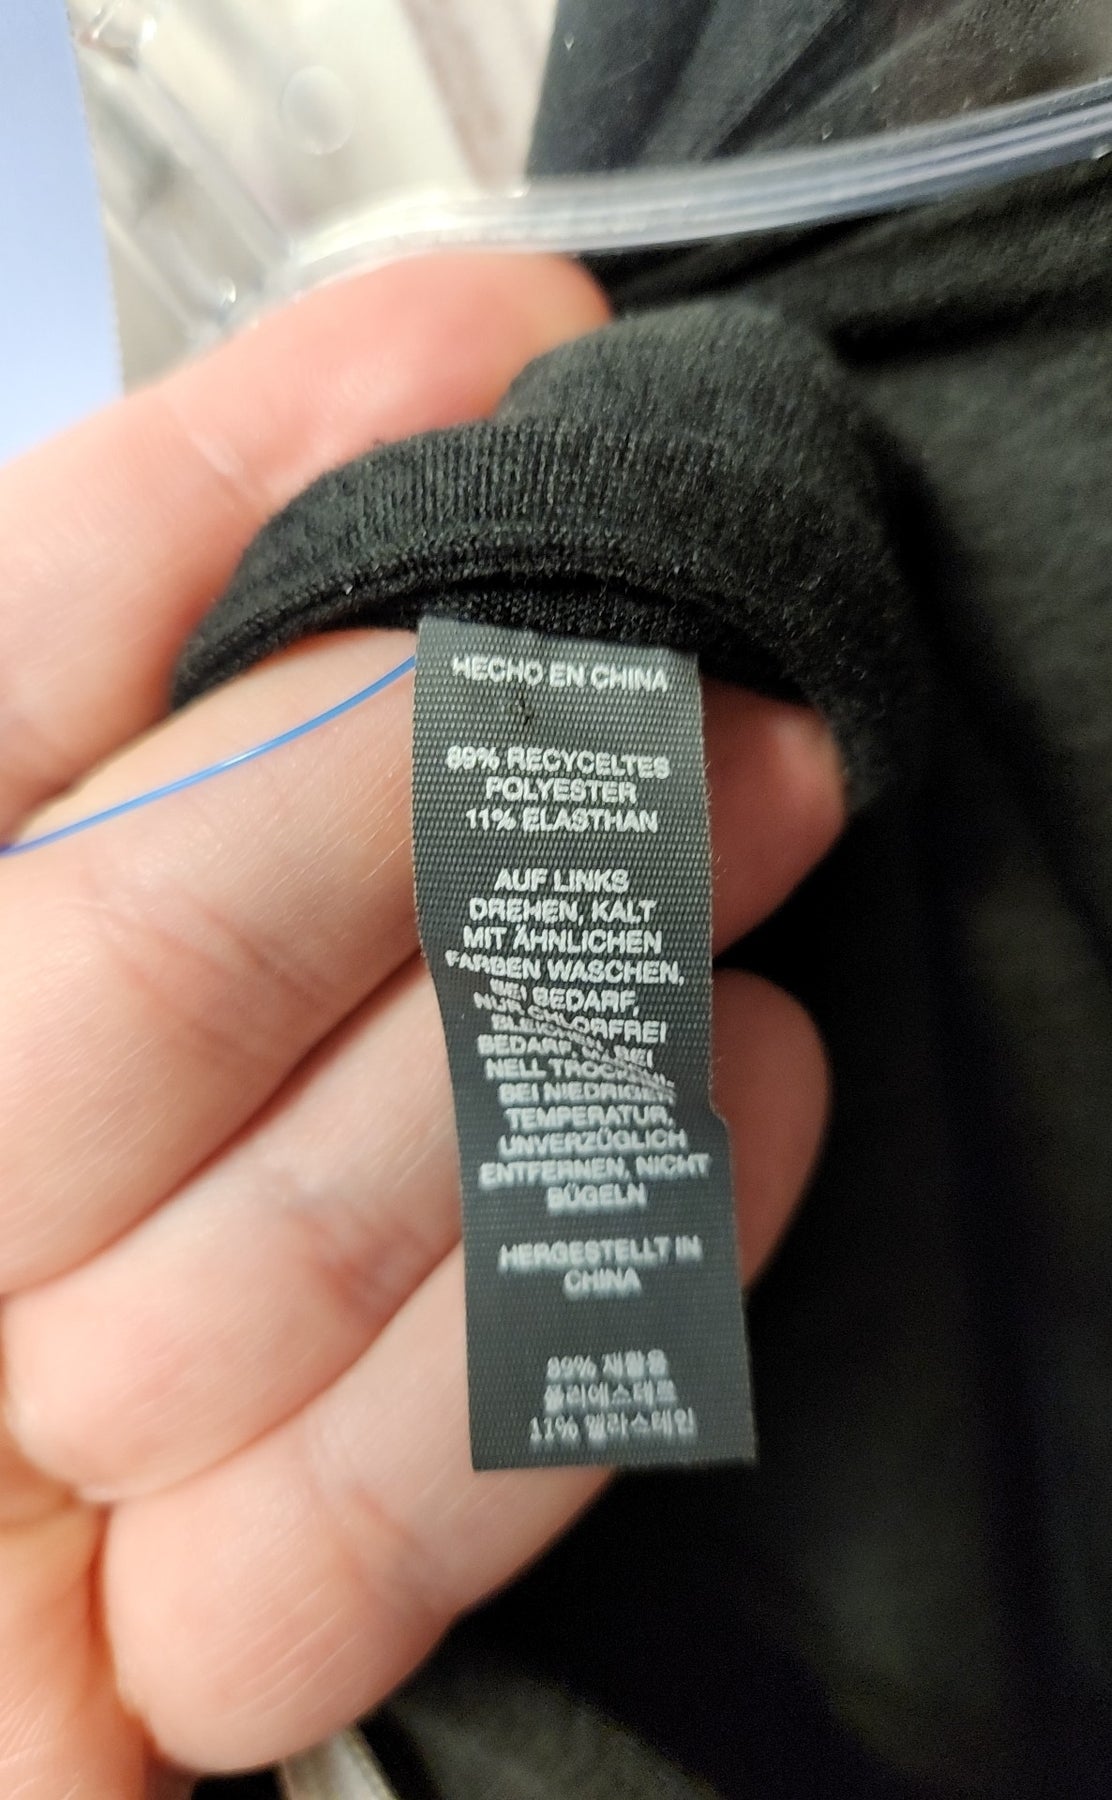 HECHO EN CHINA
89% RECYCELTES
POLYESTER
11% ELASTHAN
AUF LINKS
DREHEN, KALT
MIT ÄHNLICHEN
FARBEN WASCHEN,
BEI BEDARF,
NUR CHLORFREI
BEDARF BEI
NELL
BEI NIEDRIGER
TEMPERATUR,
UNVERZÜGLICH
ENTFERNEN, NICHT
BÜGELN
HERGESTELLT IN
CHINA
89% 재활용
폴리에스테르
11% 엘라스테인